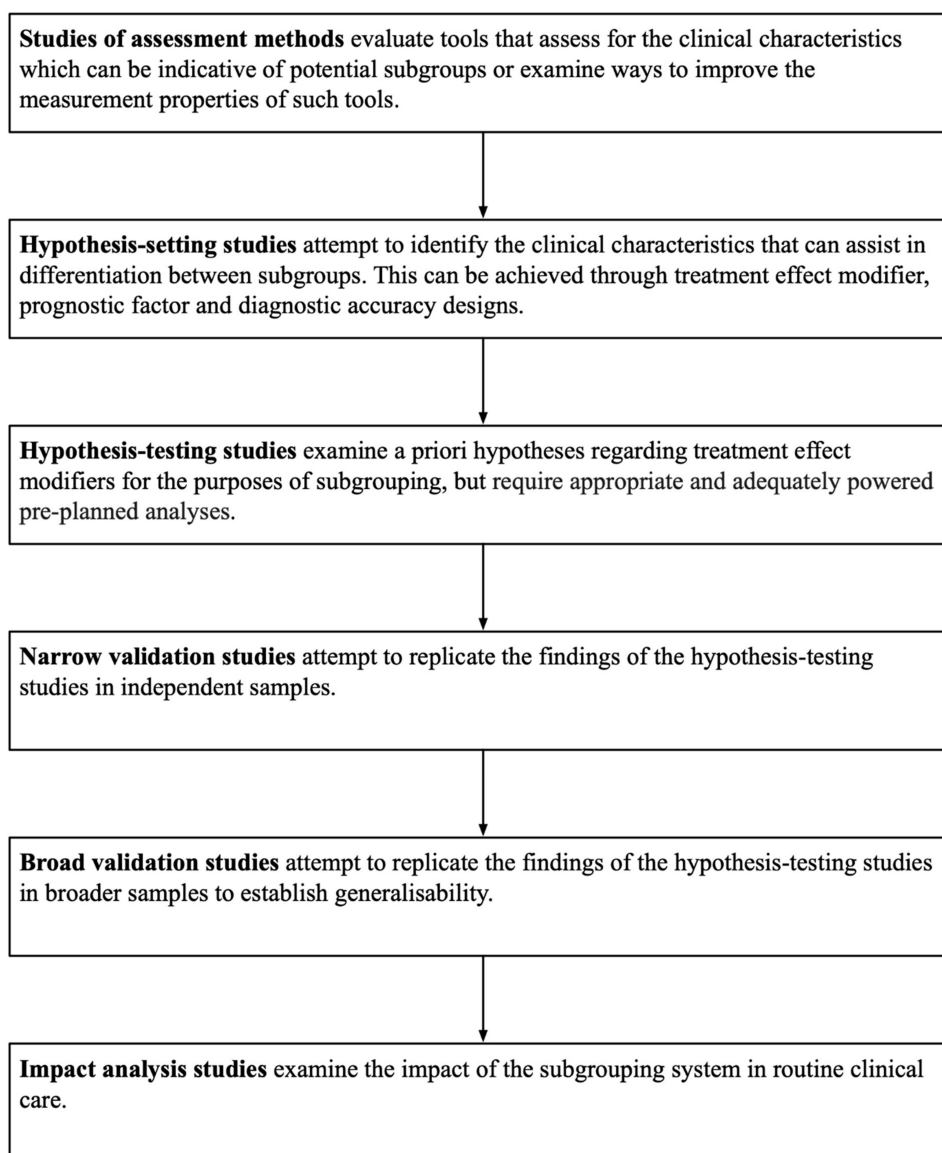 Studies of assessment methods evaluate tools that assess for the clinical characteristics
which can be indicative of potential subgroups or examine ways to improve the
measurement properties of such tools.
Hypothesis-setting studies attempt to identify the clinical characteristics that can assist in
differentiation between subgroups. This can be achieved through treatment effect modifier,
prognostic factor and diagnostic accuracy designs.
Hypothesis-testing studies examine a priori hypotheses regarding treatment effect
modifiers for the purposes of subgrouping, but require appropriate and adequately powered
pre-planned analyses.
Narrow validation studies attempt to replicate the findings of the hypothesis-testing
studies in independent samples.
Broad validation studies attempt to replicate the findings of the hypothesis-testing studies
in broader samples to establish generalisability.
Impact analysis studies examine the impact of the subgrouping system in routine clinical
care.